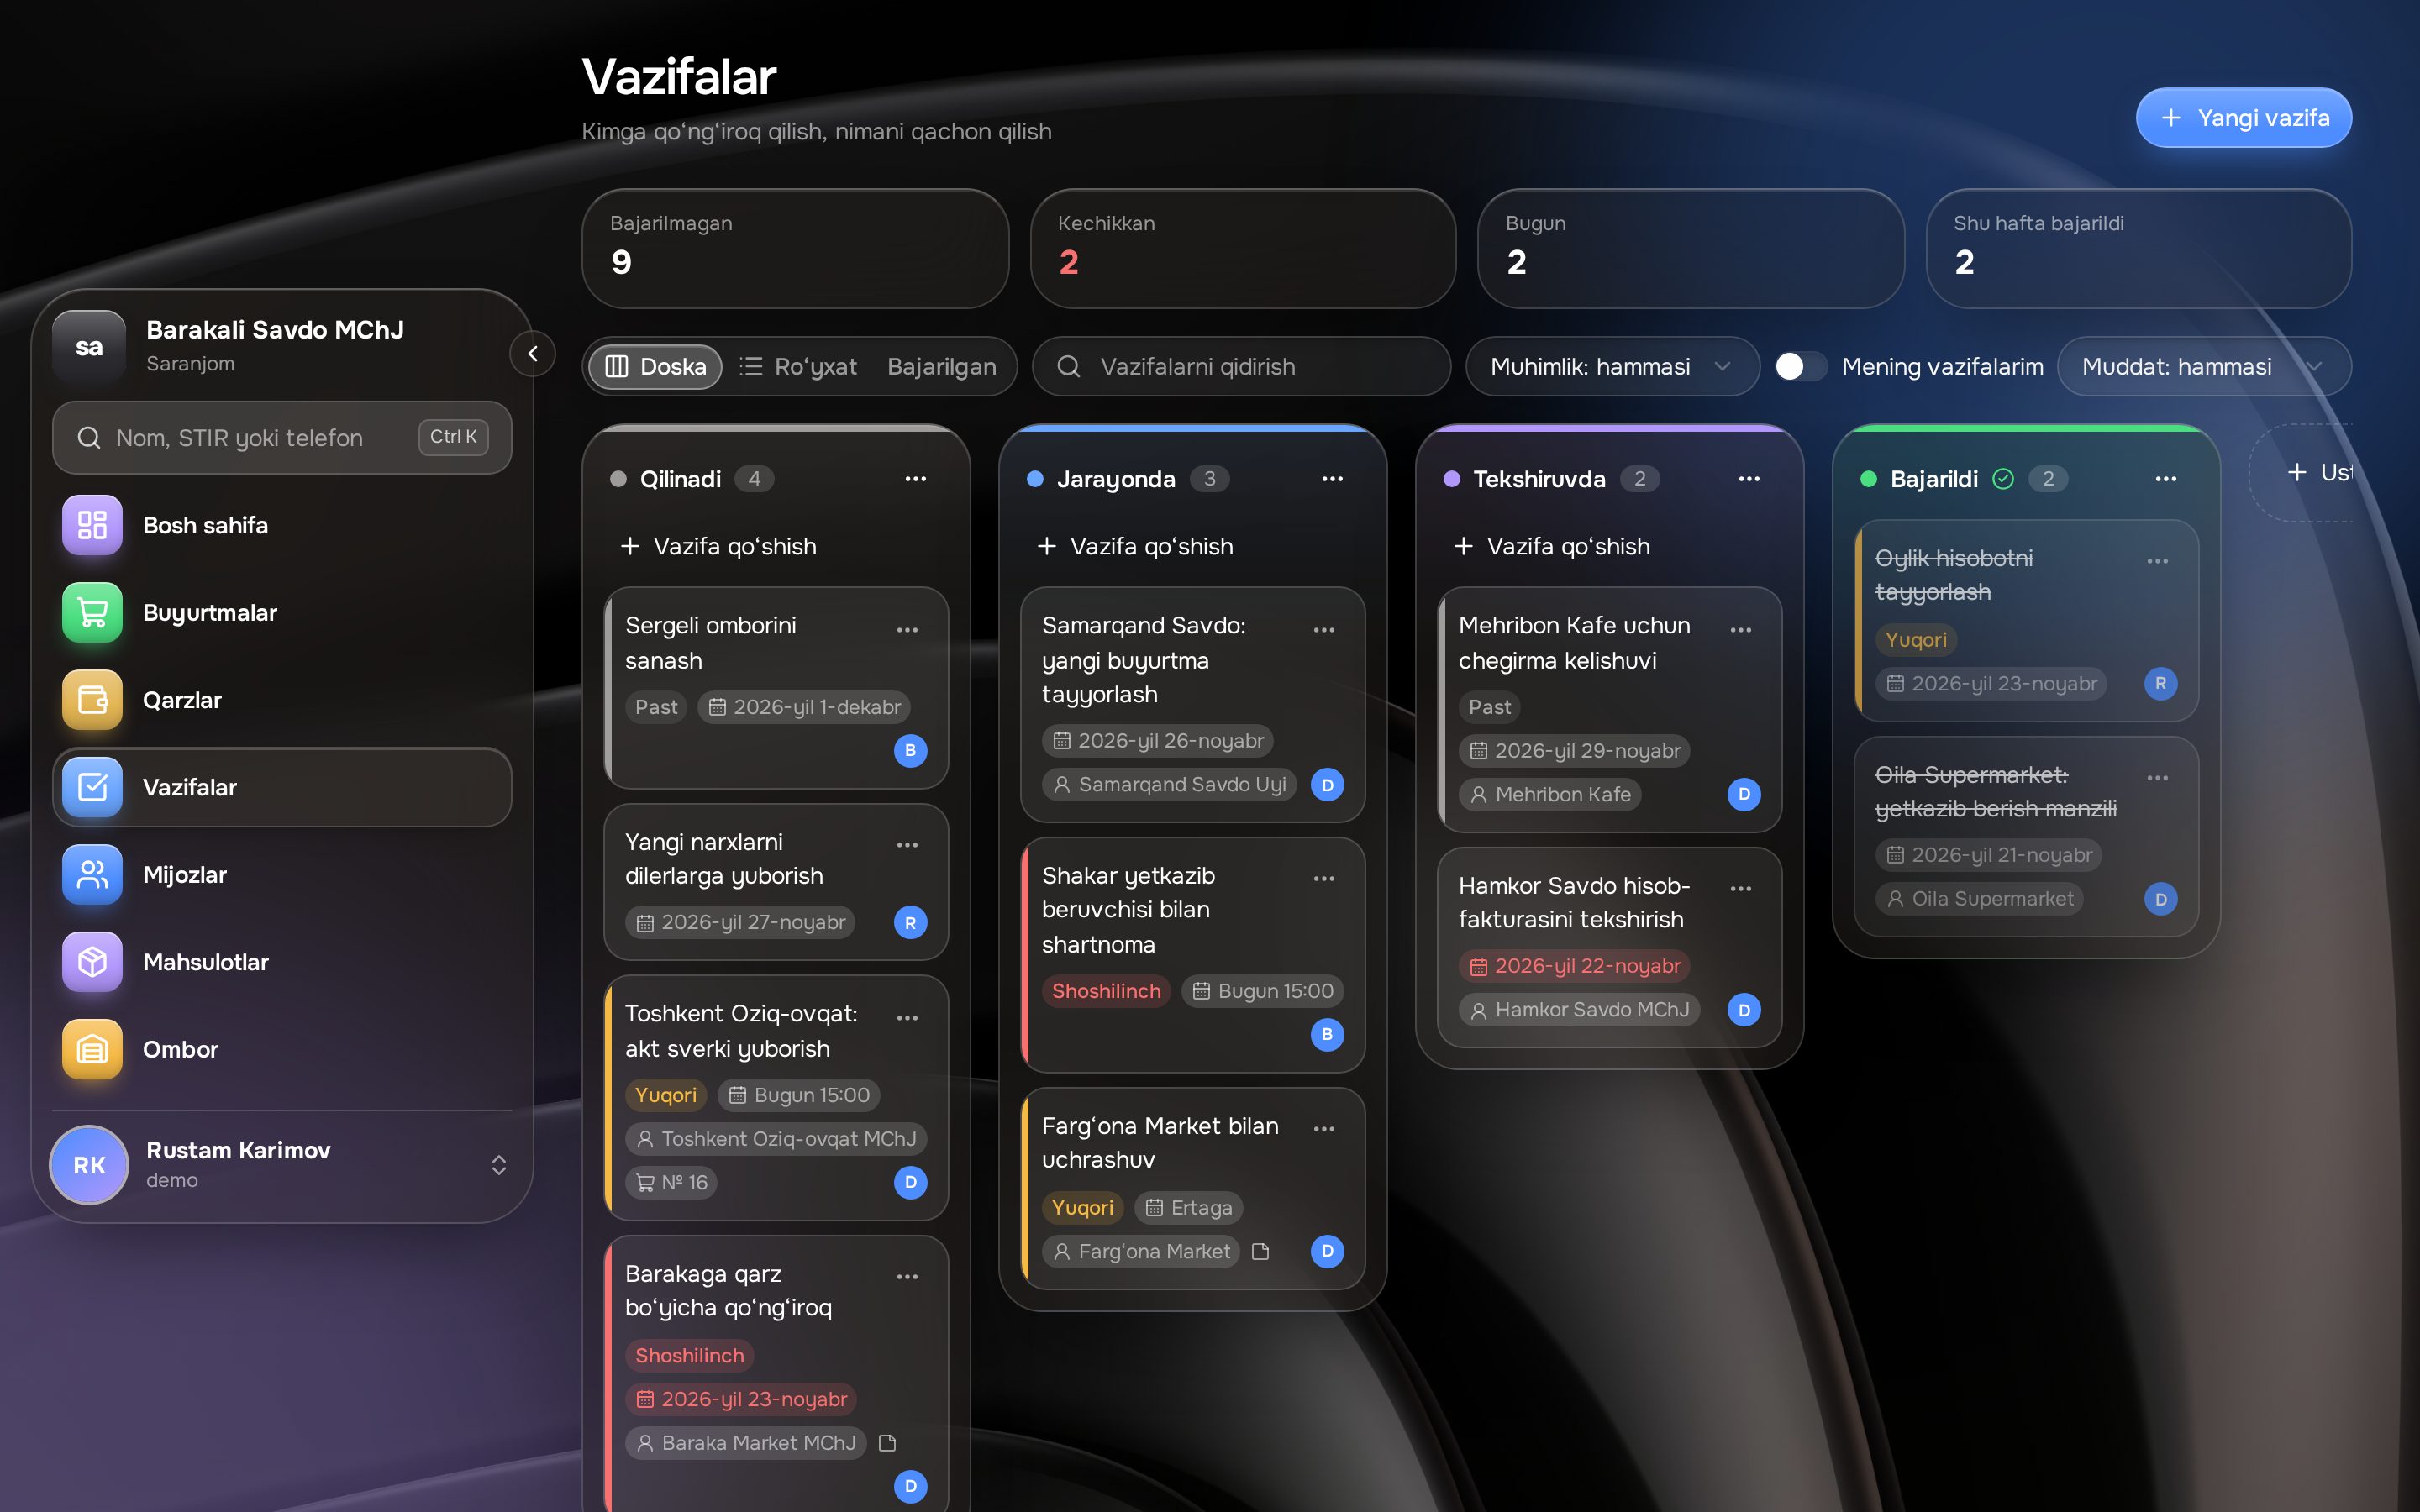 Vazifalar
Kimga qo‘ng‘iroq qilish, nimani qachon qilish
+ Yangi vazifa
Bajarilmagan
9
Kechikkan
2
Bugun
2
Shu hafta bajarildi
2
sa
Barakali Savdo MChJ
Saranjom
Nom, STIR yoki telefon
Ctrl K
Bosh sahifa
Buyurtmalar
Qarzlar
Vazifalar
Mijozlar
Mahsulotlar
Ombor
RK
Rustam Karimov
demo
Doska
Ro‘yxat
Bajarilgan
Vazifalarni qidirish
Muhimlik: hammasi
Mening vazifalarim
Muddat: hammasi
Qilinadi 4
+ Vazifa qo‘shish
Sergeli omborini
sanash
Past
2026-yil 1-dekabr
B
Yangi narxlarni
dilerlarga yuborish
2026-yil 27-noyabr
R
Toshkent Oziq-ovqat:
akt sverki yuborish
Yuqori
Bugun 15:00
Toshkent Oziq-ovqat MChJ
№ 16
D
Barakaga qarz
bo‘yicha qo‘ng‘iroq
Shoshilinch
2026-yil 23-noyabr
Baraka Market MChJ
D
Jarayonda 3
+ Vazifa qo‘shish
Samarqand Savdo:
yangi buyurtma
tayyorlash
2026-yil 26-noyabr
Samarqand Savdo Uyi
D
Shakar yetkazib
beruvchisi bilan
shartnoma
Shoshilinch
Bugun 15:00
B
Farg‘ona Market bilan
uchrashuv
Yuqori
Ertaga
Farg‘ona Market
D
Tekshiruvda 2
+ Vazifa qo‘shish
Mehribon Kafe uchun
chegirma kelishuvi
Past
2026-yil 29-noyabr
Mehribon Kafe
D
Hamkor Savdo hisob-
fakturasini tekshirish
2026-yil 22-noyabr
Hamkor Savdo MChJ
D
Bajarildi 2
Oylik hisobotni
tayyorlash
Yuqori
2026-yil 23-noyabr
R
Oila Supermarket:
yetkazib berish manzili
2026-yil 21-noyabr
Oila Supermarket
D
+ Ust